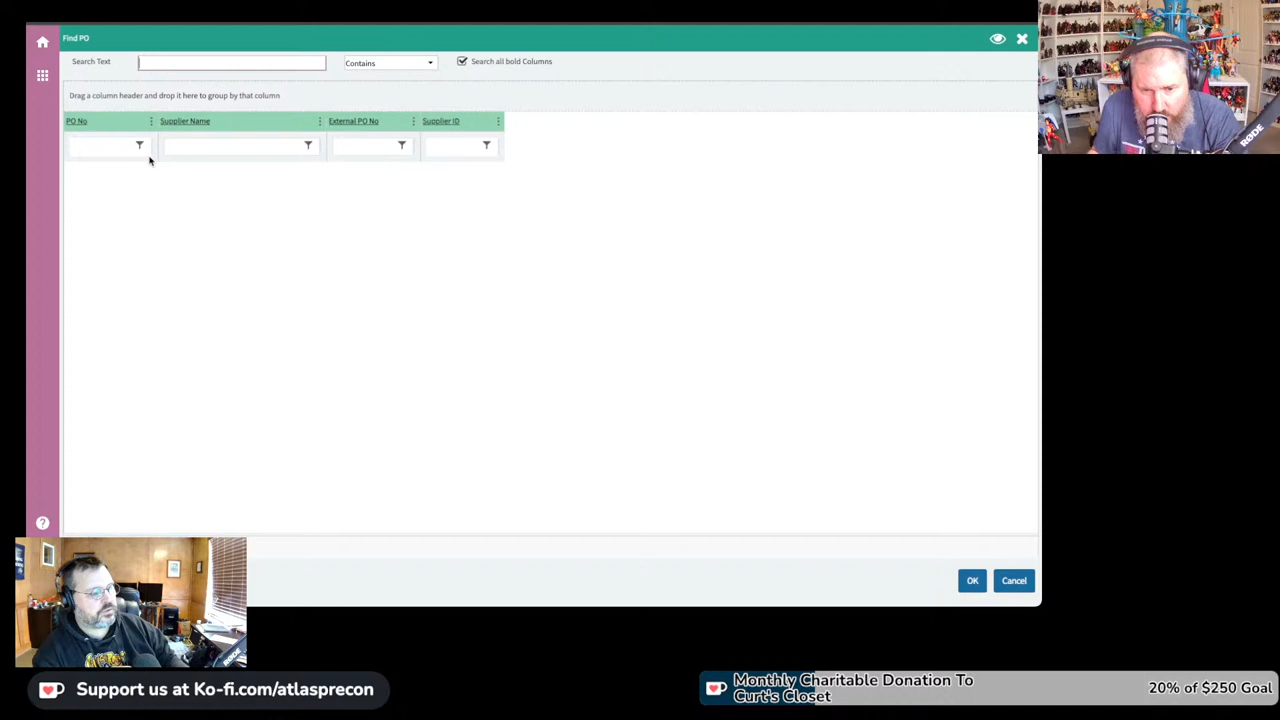 Find PO
Search Text
Contains
Search all bold Columns
Drag a column header and drop it here to group by that column
PO No
Supplier Name
External PO No
Supplier ID
?
OK
Cancel
RØDE
RØDE
Support us at Ko-fi.com/atlasprecon
Monthly Charitable Donation To
Curt's Closet
20% of $250 Goal